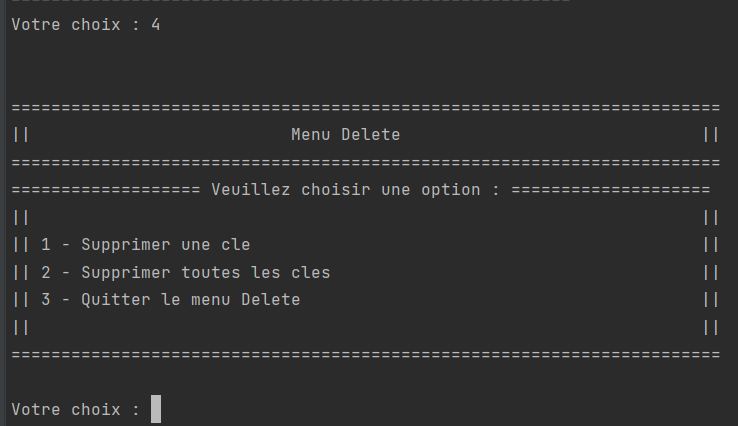 Votre choix : 4
=======================================================================
||                          Menu Delete                              ||
=======================================================================
=================== Veuillez choisir une option : ====================
||                                                                   ||
|| 1 - Supprimer une cle                                             ||
|| 2 - Supprimer toutes les cles                                     ||
|| 3 - Quitter le menu Delete                                        ||
||                                                                   ||
=======================================================================
Votre choix :